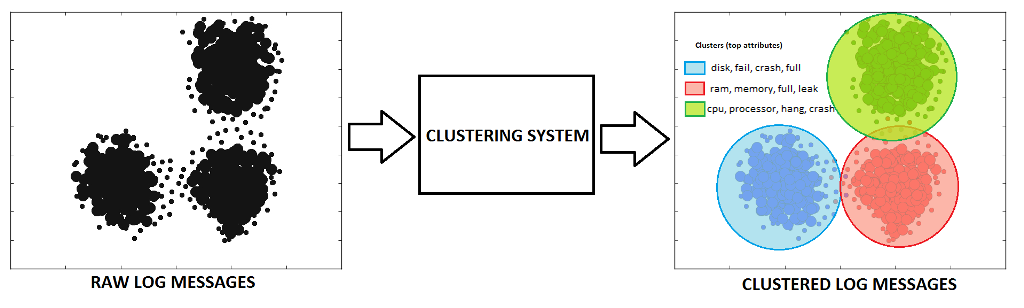 Clusters (top attributes)
disk, fail, crash, full
ram, memory, full, leak
cpu, processor, hang, crash
CLUSTERING SYSTEM
RAW LOG MESSAGES
CLUSTERED LOG MESSAGES